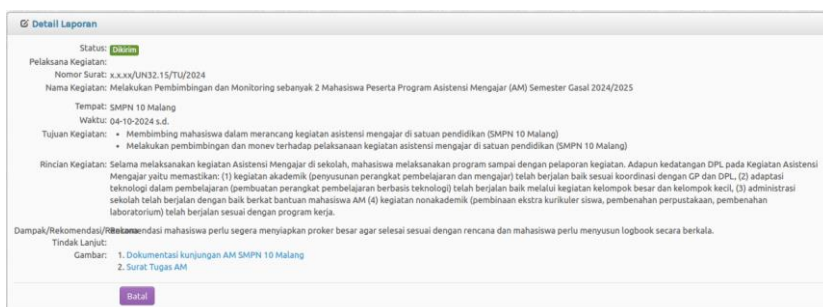 Detail Laporan
Status: Dikirim
Pelaksana Kegiatan:
Nomor Surat: x.x.xx/UN32.15/TU/2024
Nama Kegiatan: Melakukan Pembimbingan dan Monitoring sebanyak 2 Mahasiswa Peserta Program Asistensi Mengajar (AM) Semester Gasal 2024/2025
Tempat: SMPN 10 Malang
Waktu: 04-10-2024 s.d.
Tujuan Kegiatan: • Membimbing mahasiswa dalam merancang kegiatan asistensi mengajar di satuan pendidikan (SMPN 10 Malang)
• Melakukan pembimbingan dan monev terhadap pelaksanaan kegiatan asistensi mengajar di satuan pendidikan (SMPN 10 Malang)
Rincian Kegiatan: Selama melaksanakan kegiatan Asistensi Mengajar di sekolah, mahasiswa melaksanakan program sampai dengan pelaporan kegiatan. Adapun kedatangan DPL pada Kegiatan Asistensi
Mengajar yaitu memastikan: (1) kegiatan akademik (penyusunan perangkat pembelajaran dan mengajar) telah berjalan baik sesuai koordinasi dengan GP dan DPL, (2) adaptasi
teknologi dalam pembelajaran (pembuatan perangkat pembelajaran berbasis teknologi) telah berjalan baik melalui kegiatan kelompok besar dan kelompok kecil, (3) administrasi
sekolah telah berjalan dengan baik berkat bantuan mahasiswa AM (4) kegiatan nonakademik (pembinaan ekstra kurikuler siswa, pembenahan perpustakaan, pembenahan
laboratorium) telah berjalan sesuai dengan program kerja.
Dampak/Rekomendasi/ mahasiswa perlu segera menyiapkan proker besar agar selesai sesuai dengan rencana dan mahasiswa perlu menyusun logbook secara berkala.
Tindak Lanjut:
Gambar: 1. Dokumentasi kunjungan AM SMPN 10 Malang
2. Surat Tugas AM
Batal